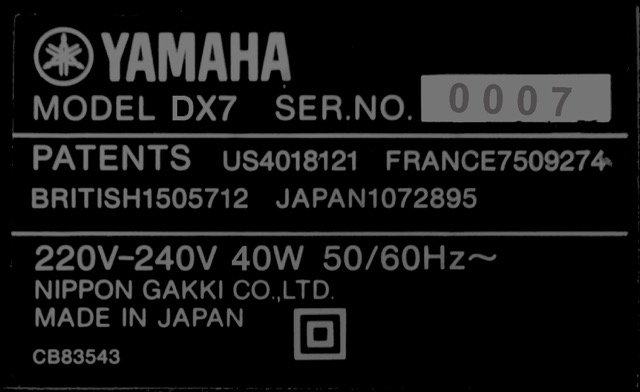 YAMAHA
MODEL DX7 SER.NO. 0007
PATENTS US4018121 FRANCE7509274
BRITISH1505712 JAPAN1072895
220V-240V 40W 50/60Hz~
NIPPON GAKKI CO.,LTD.
MADE IN JAPAN
CB83543